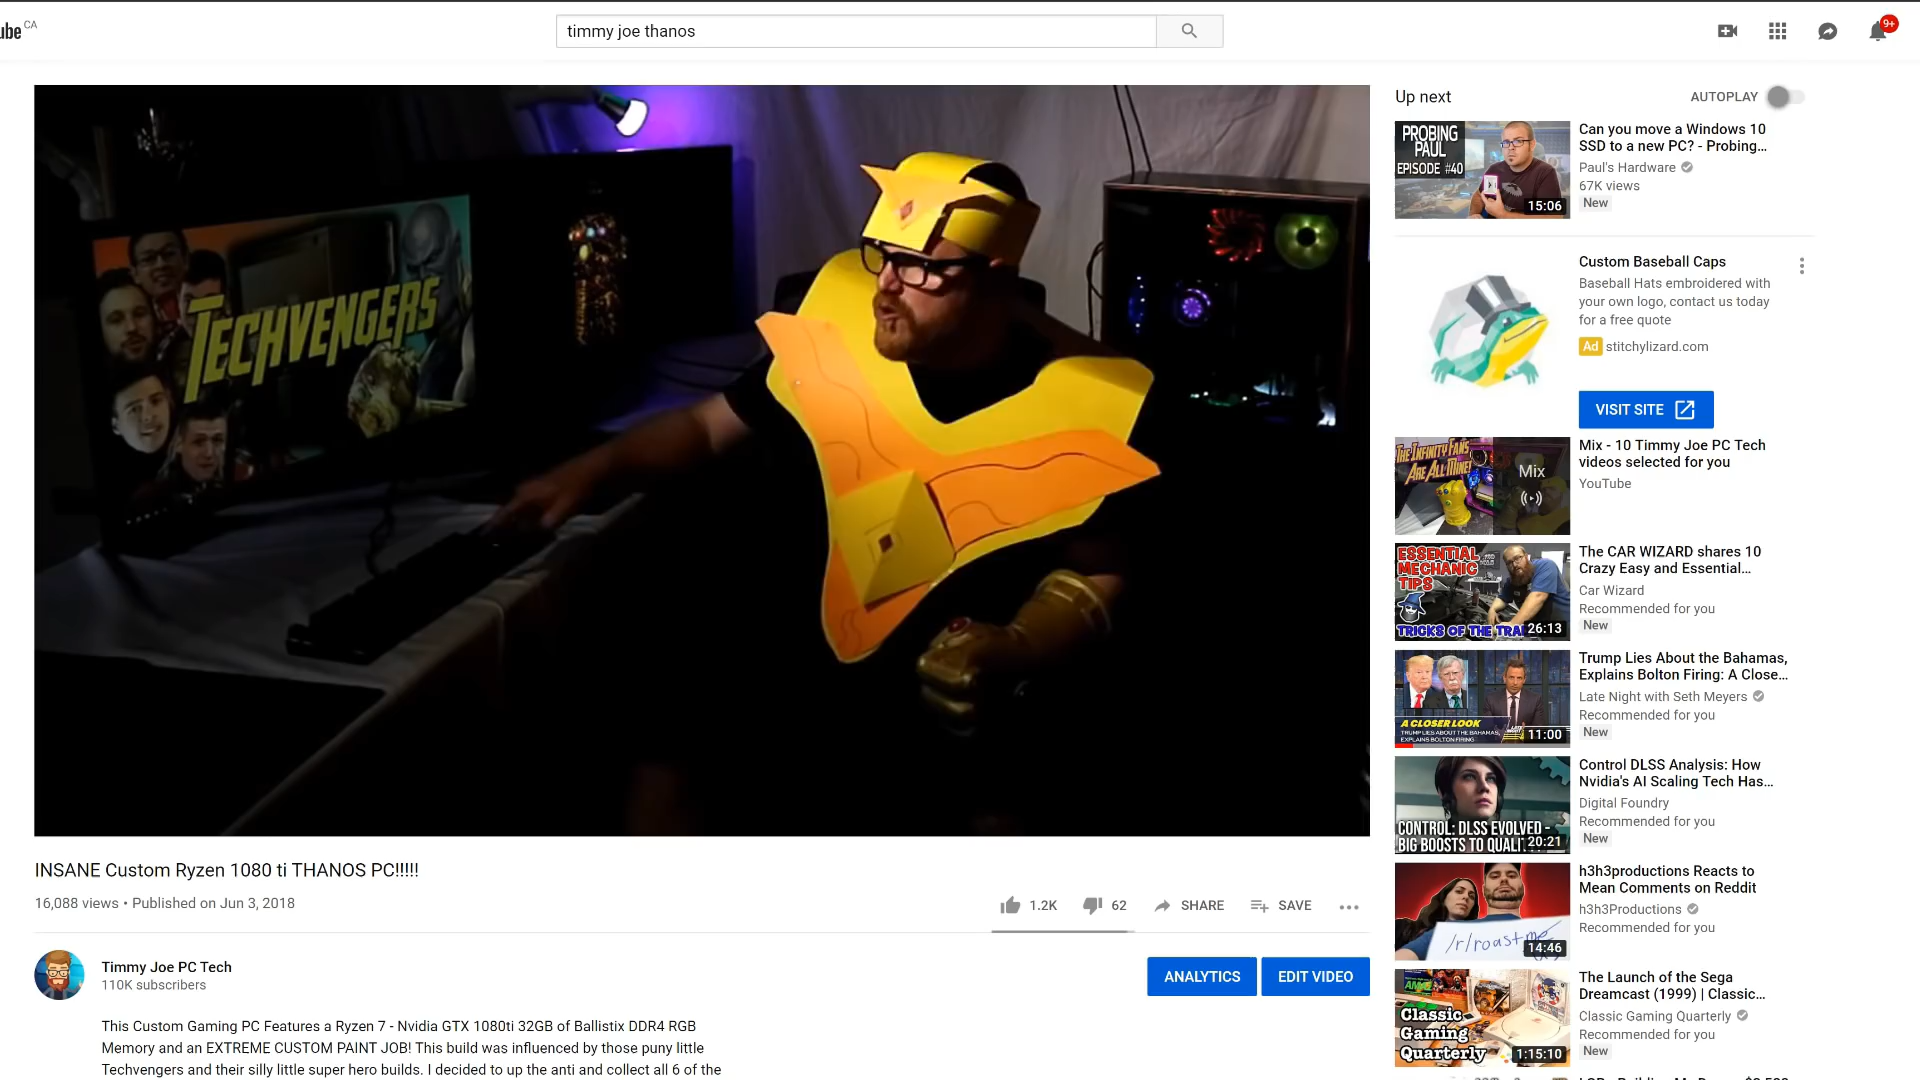 ube CA
timmy joe thanos
9+
TECHVENGERS
INSANE Custom Ryzen 1080 ti THANOS PC!!!!!
16,088 views • Published on Jun 3, 2018
1.2K
62
SHARE
SAVE
Timmy Joe PC Tech
110K subscribers
ANALYTICS
EDIT VIDEO
This Custom Gaming PC Features a Ryzen 7 - Nvidia GTX 1080ti 32GB of Ballistix DDR4 RGB
Memory and an EXTREME CUSTOM PAINT JOB! This build was influenced by those puny little
Techvengers and their silly little super hero builds. I decided to up the anti and collect all 6 of the
Up next
AUTOPLAY
PROBING
PAUL
EPISODE #40
15:06
Can you move a Windows 10
SSD to a new PC? - Probing...
Paul's Hardware
67K views
New
Custom Baseball Caps
Baseball Hats embroidered with
your own logo, contact us today
for a free quote
Ad stitchylizard.com
VISIT SITE
THE INFINITY FANS
ARE ALL MINE!
Mix
Mix - 10 Timmy Joe PC Tech
videos selected for you
YouTube
ESSENTIAL
MECHANIC
TIPS
TRICKS OF THE TRA
26:13
The CAR WIZARD shares 10
Crazy Easy and Essential...
Car Wizard
Recommended for you
New
A CLOSER LOOK
TRUMP LIES ABOUT THE BAHAMAS,
EXPLAINS BOLTON FIRING
11:00
Trump Lies About the Bahamas,
Explains Bolton Firing: A Close...
Late Night with Seth Meyers
Recommended for you
New
CONTROL: DLSS EVOLVED -
BIG BOOSTS TO QUALI
20:21
Control DLSS Analysis: How
Nvidia's AI Scaling Tech Has...
Digital Foundry
Recommended for you
New
/r/roastme
14:46
h3h3productions Reacts to
Mean Comments on Reddit
h3h3Productions
Recommended for you
Classic
Gaming
Quarterly
1:15:10
The Launch of the Sega
Dreamcast (1999) | Classic...
Classic Gaming Quarterly
Recommended for you
New